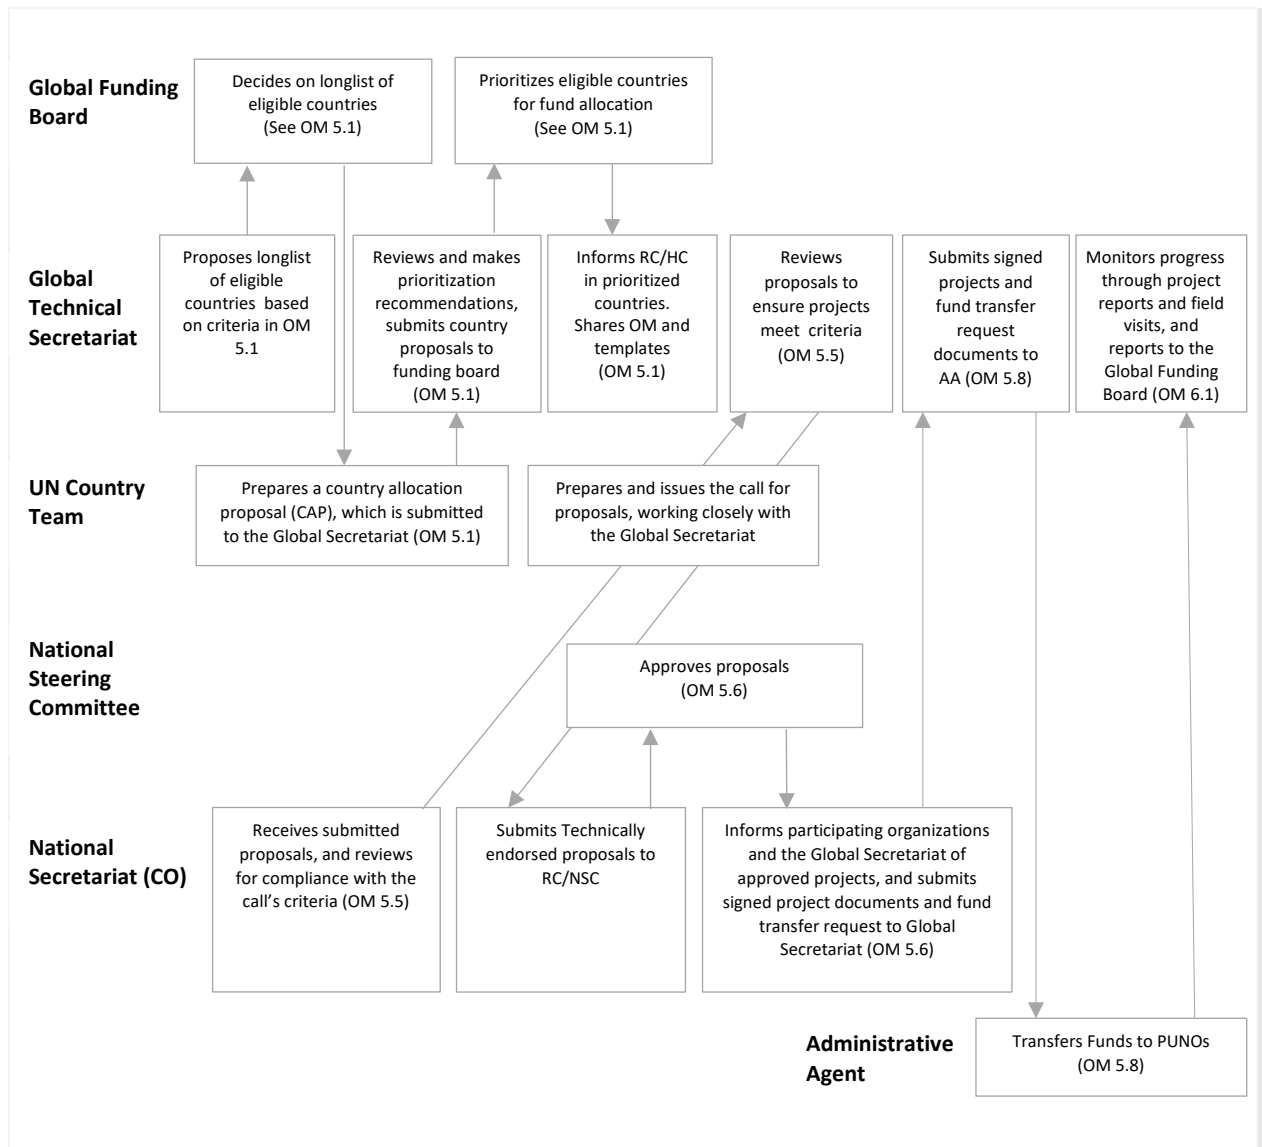 Global Funding
Board
Decides on longlist of
eligible countries
(See OM 5.1)
Prioritizes eligible countries
for fund allocation
(See OM 5.1)
Global
Technical
Secretariat
Proposes longlist
of eligible
countries based
on criteria in OM
5.1
Reviews and makes
prioritization
recommendations,
submits country
proposals to
funding board
(OM 5.1)
Informs RC/HC
in prioritized
countries.
Shares OM and
templates
(OM 5.1)
Reviews
proposals to
ensure projects
meet criteria
(OM 5.5)
Submits signed
projects and
fund transfer
request
documents to
AA (OM 5.8)
Monitors progress
through project
reports and field
visits, and
reports to the
Global Funding
Board (OM 6.1)
UN Country
Team
Prepares a country allocation
proposal (CAP), which is submitted
to the Global Secretariat (OM 5.1)
Prepares and issues the call for
proposals, working closely with
the Global Secretariat
National
Steering
Committee
Approves proposals
(OM 5.6)
National
Secretariat (CO)
Receives submitted
proposals, and reviews
for compliance with the
call's criteria (OM 5.5)
Submits Technically
endorsed proposals to
RC/NSC
Informs participating organizations
and the Global Secretariat of
approved projects, and submits
signed project documents and fund
transfer request to Global
Secretariat (OM 5.6)
Administrative
Agent
Transfers Funds to PUNOs
(OM 5.8)